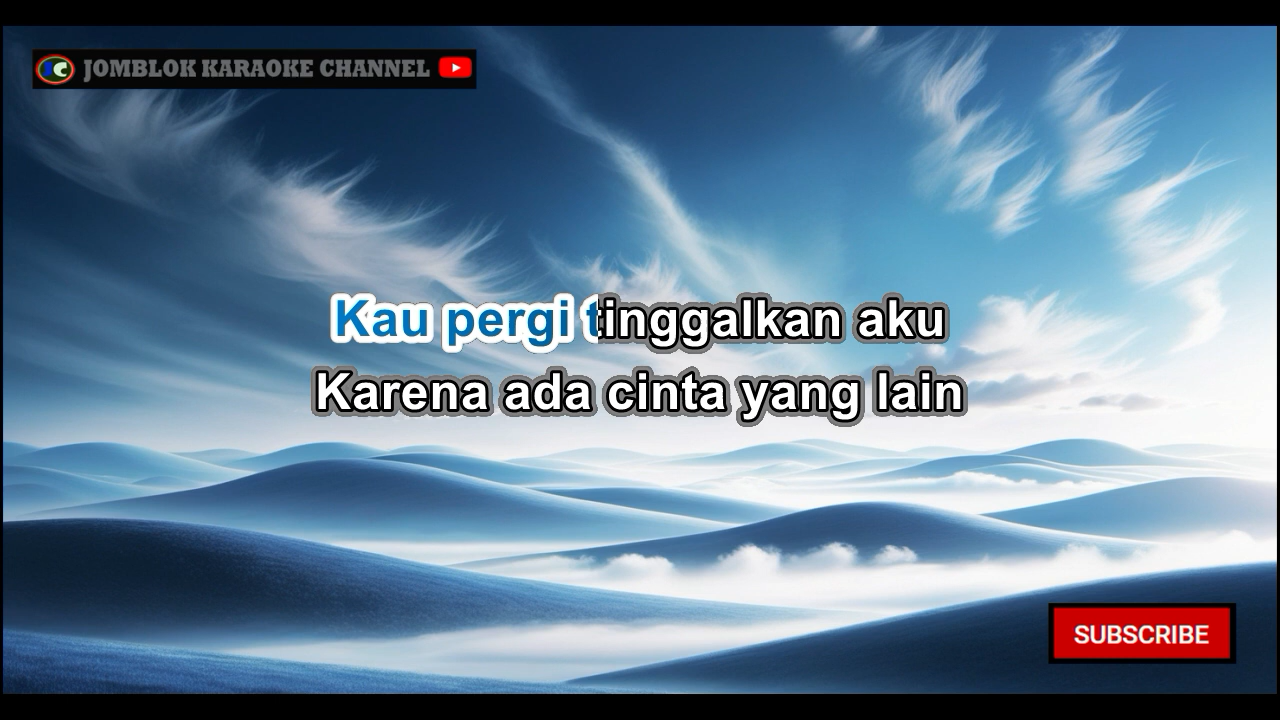 JOMBLOK KARAOKE CHANNEL
Kau pergi tinggalkan aku
Karena ada cinta yang lain
SUBSCRIBE